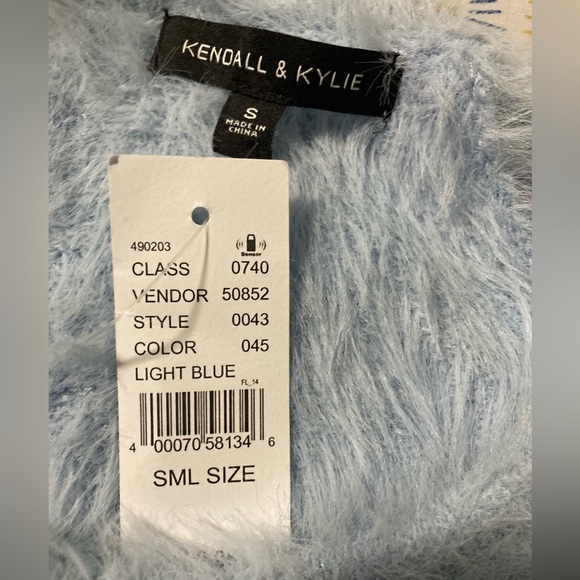 KENDALL & KYLIE
S
MADE IN
CHINA
490203
Sensor
CLASS 0740
VENDOR 50852
STYLE 0043
COLOR 045
LIGHT BLUE
FL_14
4 00070 58134 6
SML SIZE